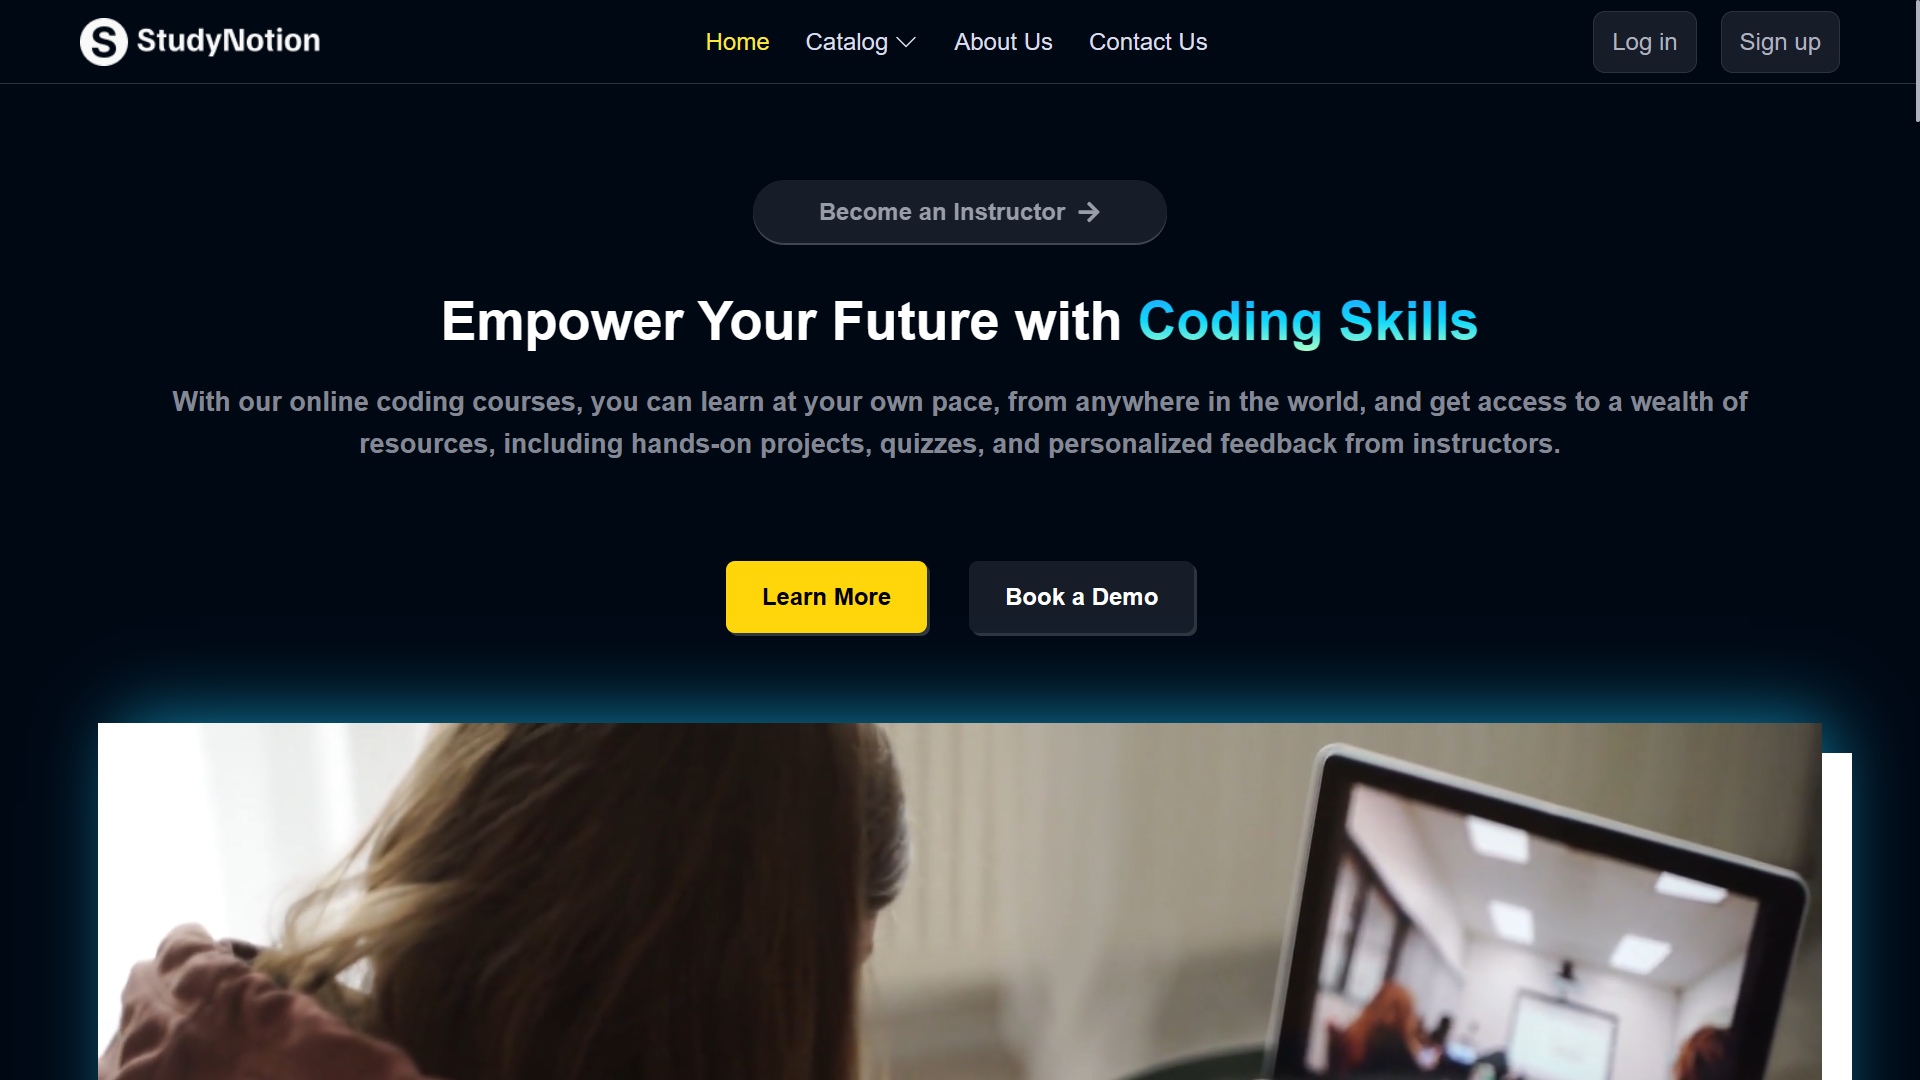 StudyNotion
Home Catalog About Us Contact Us
Log in Sign up
Become an Instructor
Empower Your Future with Coding Skills
With our online coding courses, you can learn at your own pace, from anywhere in the world, and get access to a wealth of
resources, including hands-on projects, quizzes, and personalized feedback from instructors.
Learn More Book a Demo